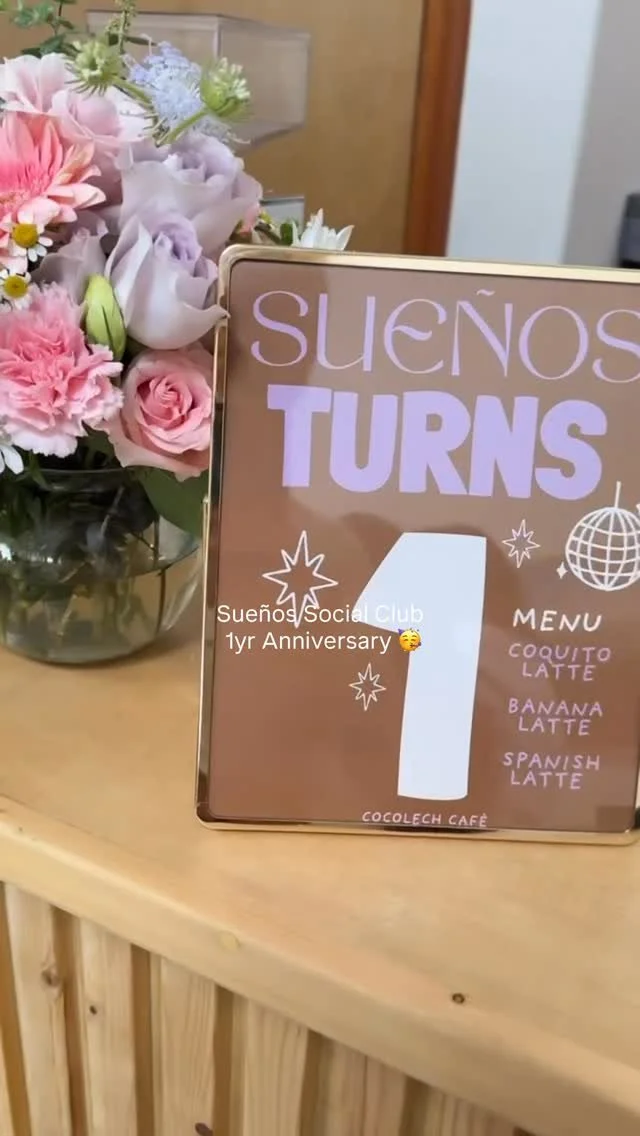 SUEÑOS
TURNS
1
Sueños Social Club
1yr Anniversary 🥳
MENU
COQUITO
LATTE
BANANA
LATTE
SPANISH
LATTE
COCOLECH CAFÉ